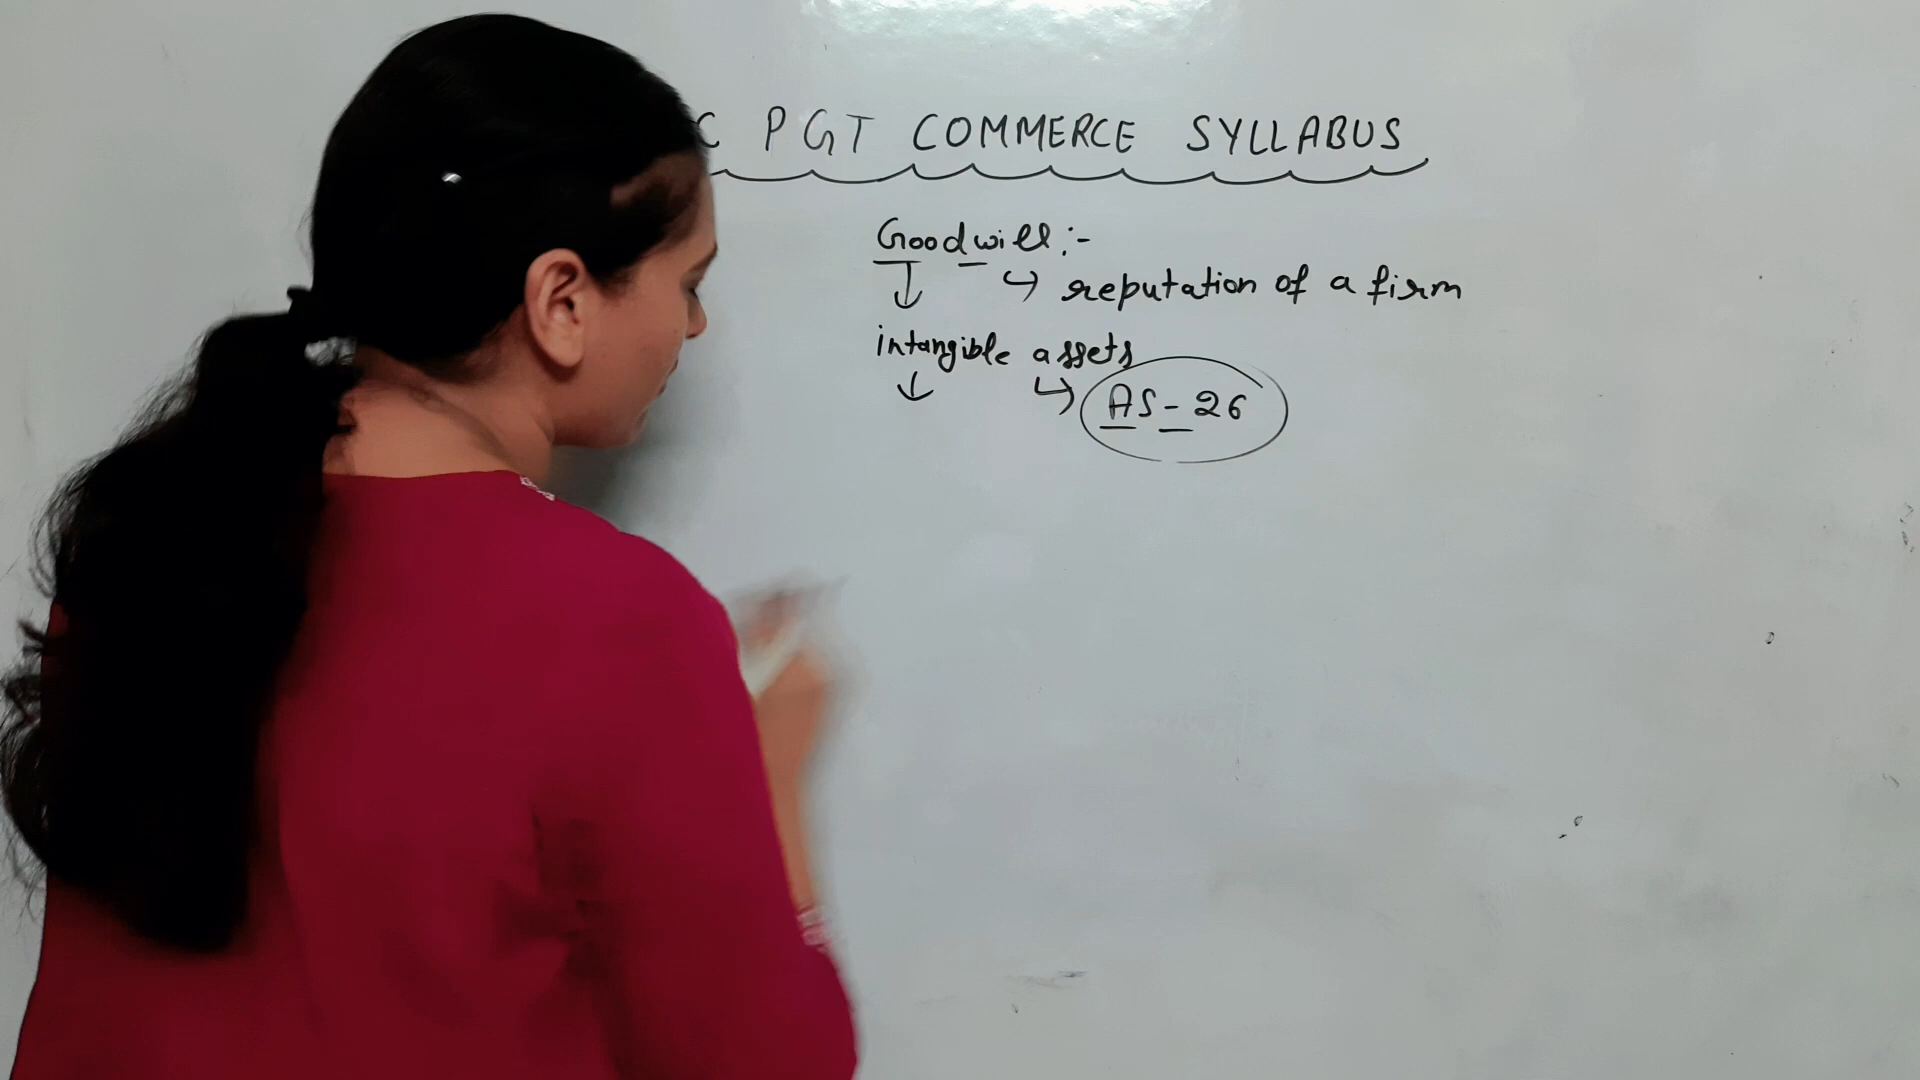 C PGT COMMERCE SYLLABUS
Goodwill :-
↳ reputation of a firm
intangible assets
↳ AS-26